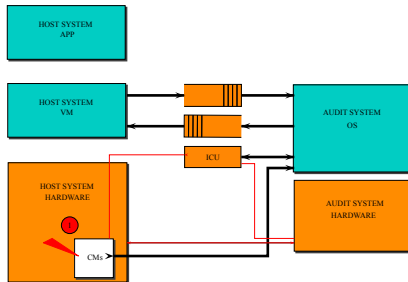 HOST SYSTEM
APP
HOST SYSTEM
VM
AUDIT SYSTEM
OS
ICU
HOST SYSTEM
HARDWARE
AUDIT SYSTEM
HARDWARE
CMs